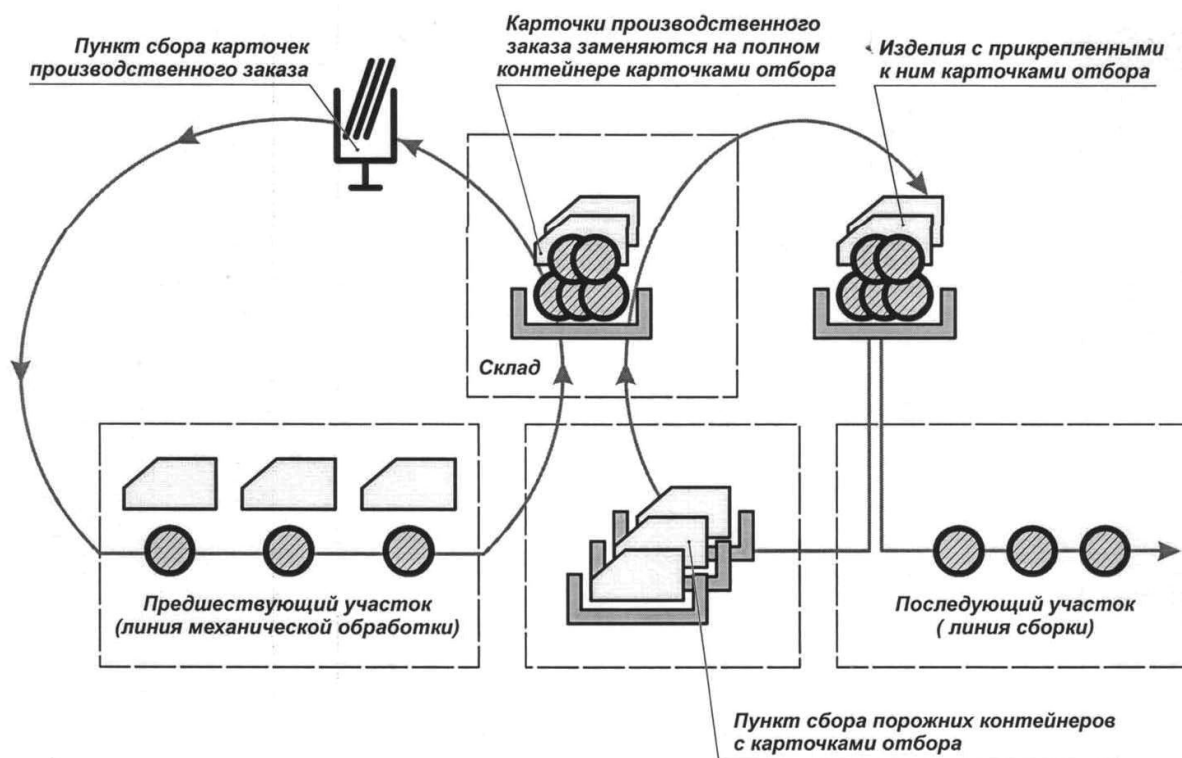 Пункт сбора карточек
производственного заказа
Карточки производственного
заказа заменяются на полном
контейнере карточками отбора
Изделия с прикрепленными
к ним карточками отбора
Склад
Предшествующий участок
(линия механической обработки)
Последующий участок
( линия сборки)
Пункт сбора порожних контейнеров
с карточками отбора